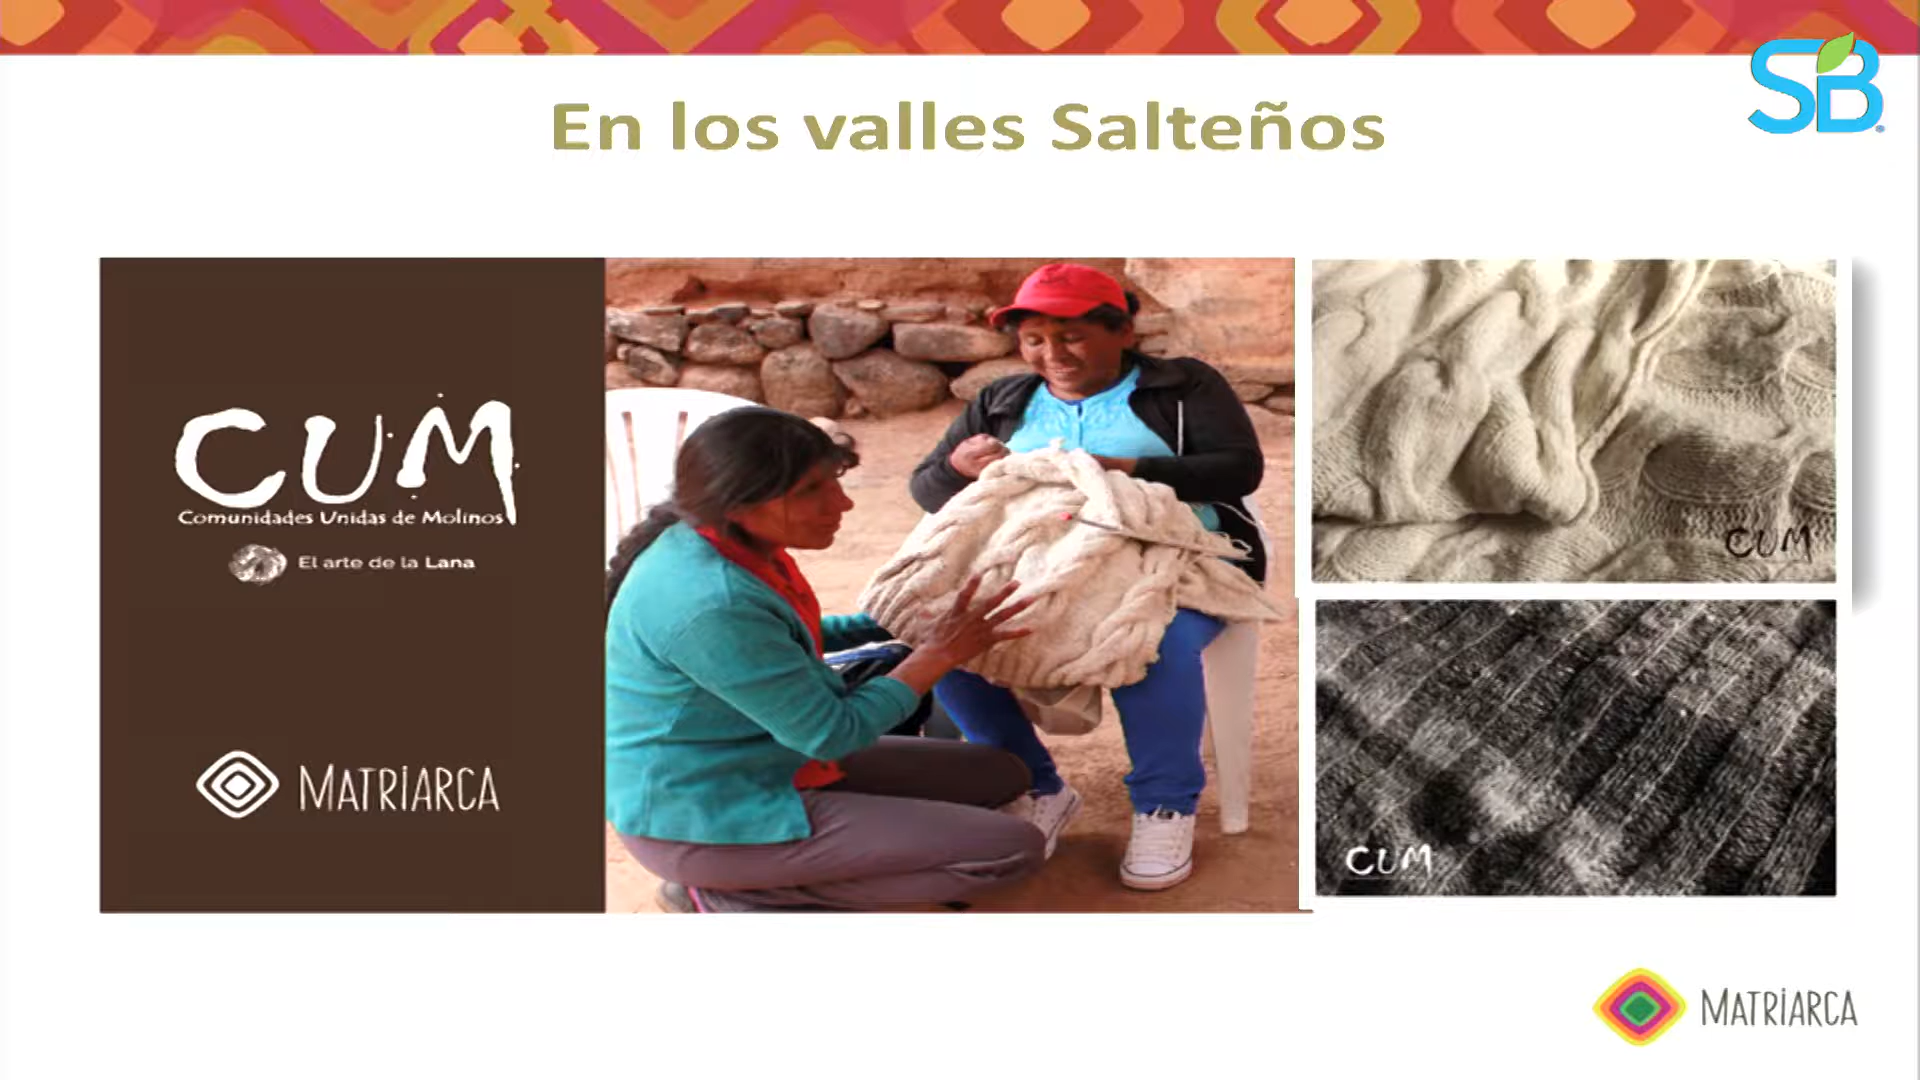 SB
En los valles Salteños
CUM
Comunidades Unidas de Molinos
El arte de la Lana
MATRIARCA
CUM
CUM
MATRIARCA